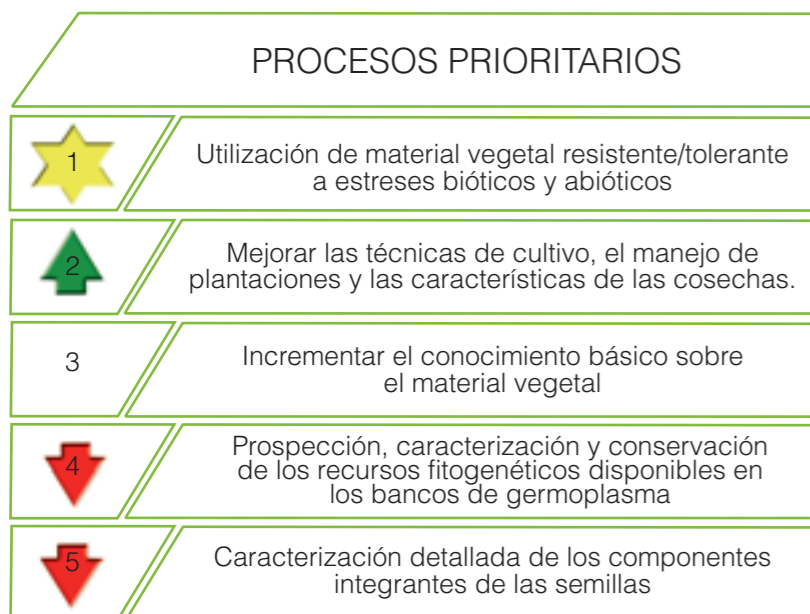 PROCESOS PRIORITARIOS
1
Utilización de material vegetal resistente/tolerante
a estreses bióticos y abióticos
2
Mejorar las técnicas de cultivo, el manejo de
plantaciones y las características de las cosechas.
3
Incrementar el conocimiento básico sobre
el material vegetal
4
Prospección, caracterización y conservación
de los recursos fitogenéticos disponibles en
los bancos de germoplasma
5
Caracterización detallada de los componentes
integrantes de las semillas